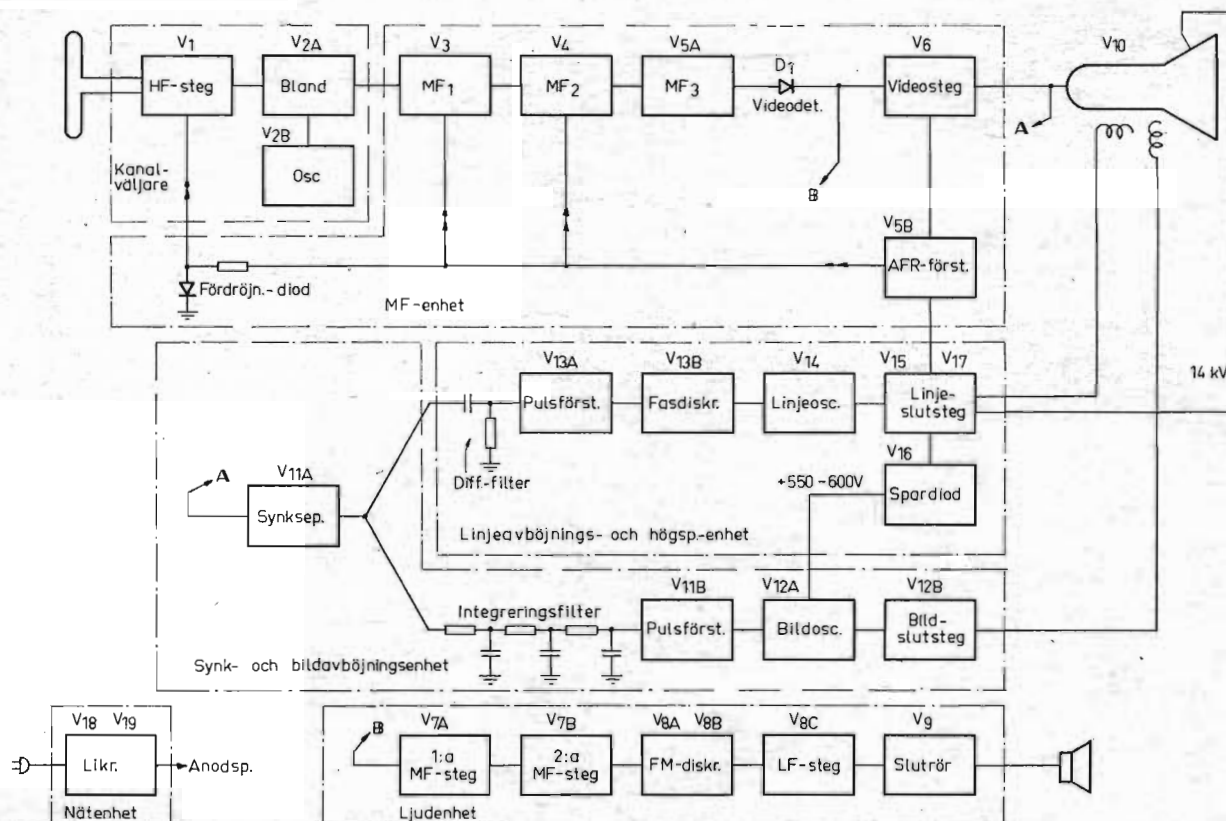 V1
HF-steg
V2A
Bland
V2B
Osc
Kanal-
väljare
V3
MF1
V4
MF2
V5A
MF3
D1
Videodet.
B
V6
Videosteg
A
V10
V5B
AFR-först.
Fördröjn.-diod
MF-enhet
V13A
Pulsförst.
V13B
Fasdiskr.
V14
Linjeosc.
V15 V17
Linje-
slutsteg
14 kV
V16
Spardiod
+550-600V
Diff.-filter
Linjeavböjnings- och högsp.-enhet
A
V11A
Synksep.
Integreringsfilter
V11B
Pulsförst.
V12A
Bildosc.
V12B
Bild-
slutsteg
Synk- och bildavböjningsenhet
V18 V19
Likr.
Anodsp.
Nätenhet
B
V7A
1:a
MF-steg
V7B
2:a
MF-steg
V8A V8B
FM-diskr.
V8C
LF-steg
V9
Slutrör
Ljudenhet